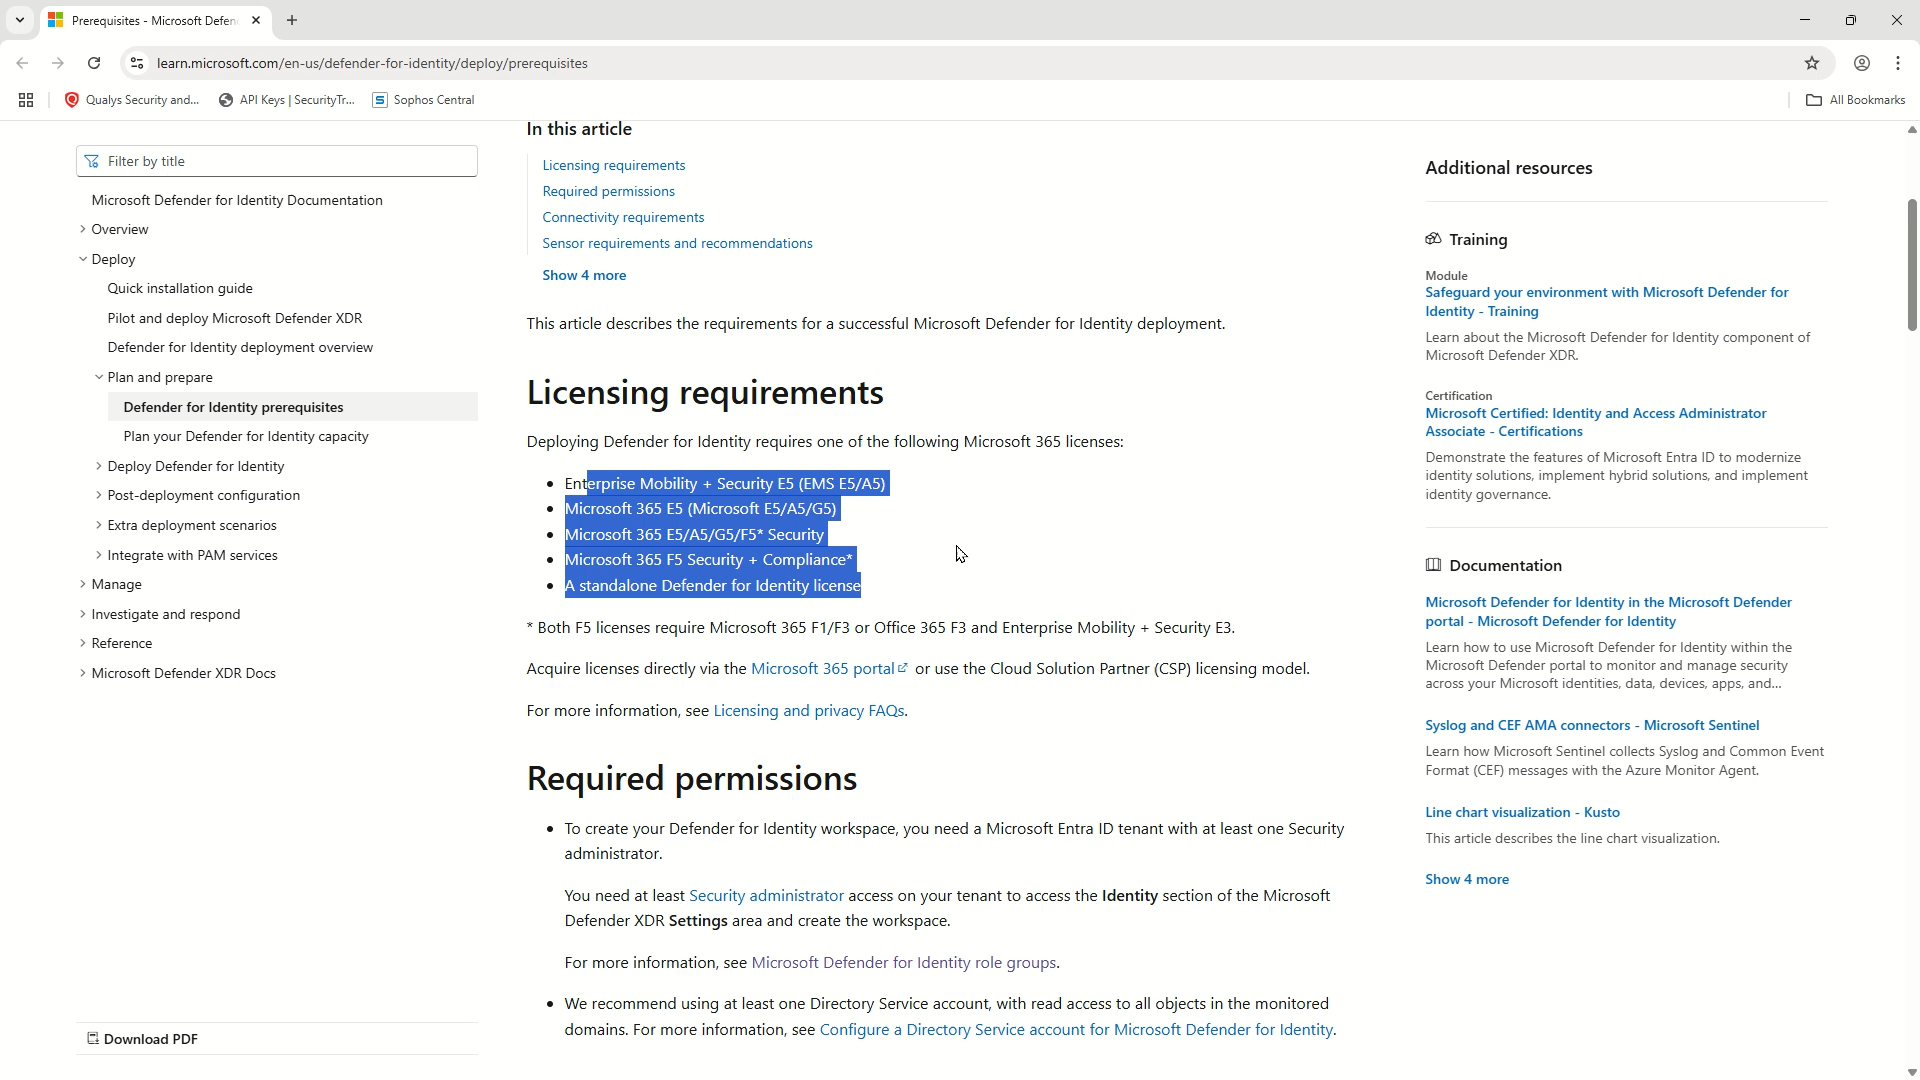 Prerequisites - Microsoft Defen
learn.microsoft.com/en-us/defender-for-identity/deploy/prerequisites
Qualys Security and...
API Keys | SecurityTr...
Sophos Central
All Bookmarks
Filter by title
Microsoft Defender for Identity Documentation
Overview
Deploy
Quick installation guide
Pilot and deploy Microsoft Defender XDR
Defender for Identity deployment overview
Plan and prepare
Defender for Identity prerequisites
Plan your Defender for Identity capacity
Deploy Defender for Identity
Post-deployment configuration
Extra deployment scenarios
Integrate with PAM services
Manage
Investigate and respond
Reference
Microsoft Defender XDR Docs
Download PDF
In this article
Licensing requirements
Required permissions
Connectivity requirements
Sensor requirements and recommendations
Show 4 more
This article describes the requirements for a successful Microsoft Defender for Identity deployment.
Licensing requirements
Deploying Defender for Identity requires one of the following Microsoft 365 licenses:
• Enterprise Mobility + Security E5 (EMS E5/A5)
• Microsoft 365 E5 (Microsoft E5/A5/G5)
• Microsoft 365 E5/A5/G5/F5* Security
• Microsoft 365 F5 Security + Compliance*
• A standalone Defender for Identity license
* Both F5 licenses require Microsoft 365 F1/F3 or Office 365 F3 and Enterprise Mobility + Security E3.
Acquire licenses directly via the Microsoft 365 portal or use the Cloud Solution Partner (CSP) licensing model.
For more information, see Licensing and privacy FAQs.
Required permissions
• To create your Defender for Identity workspace, you need a Microsoft Entra ID tenant with at least one Security
administrator.
You need at least Security administrator access on your tenant to access the Identity section of the Microsoft
Defender XDR Settings area and create the workspace.
For more information, see Microsoft Defender for Identity role groups.
• We recommend using at least one Directory Service account, with read access to all objects in the monitored
domains. For more information, see Configure a Directory Service account for Microsoft Defender for Identity.
Additional resources
Training
Module
Safeguard your environment with Microsoft Defender for
Identity - Training
Learn about the Microsoft Defender for Identity component of
Microsoft Defender XDR.
Certification
Microsoft Certified: Identity and Access Administrator
Associate - Certifications
Demonstrate the features of Microsoft Entra ID to modernize
identity solutions, implement hybrid solutions, and implement
identity governance.
Documentation
Microsoft Defender for Identity in the Microsoft Defender
portal - Microsoft Defender for Identity
Learn how to use Microsoft Defender for Identity within the
Microsoft Defender portal to monitor and manage security
across your Microsoft identities, data, devices, apps, and...
Syslog and CEF AMA connectors - Microsoft Sentinel
Learn how Microsoft Sentinel collects Syslog and Common Event
Format (CEF) messages with the Azure Monitor Agent.
Line chart visualization - Kusto
This article describes the line chart visualization.
Show 4 more